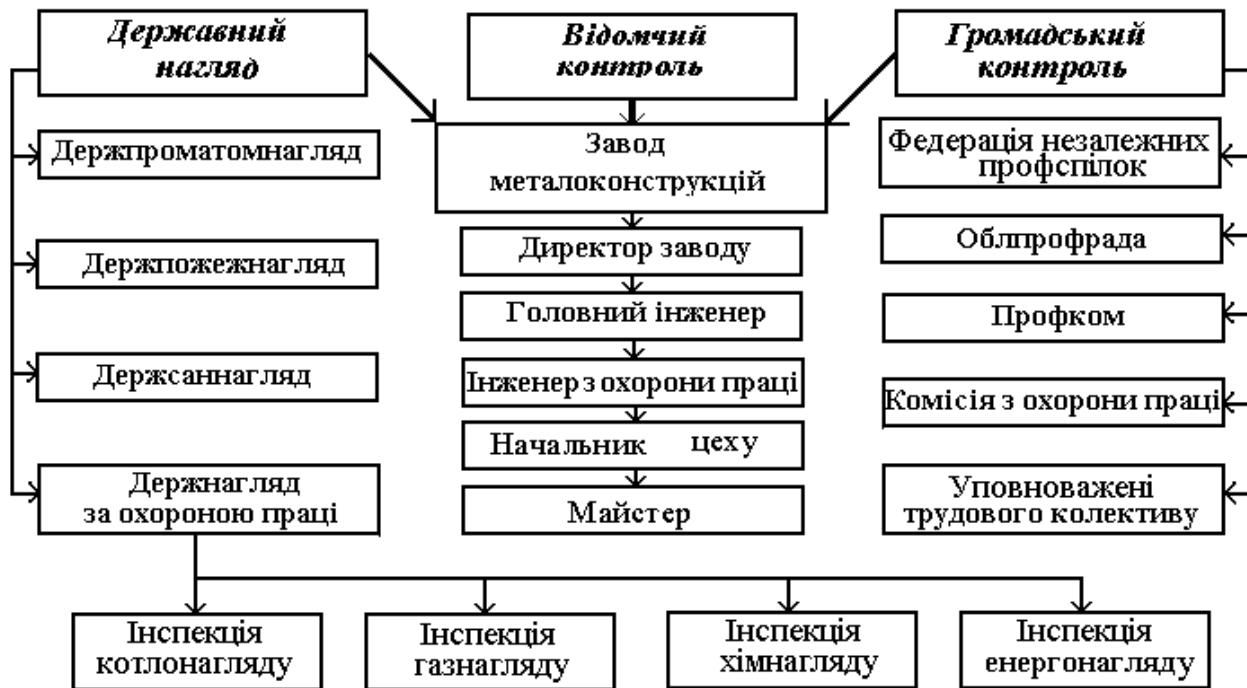 Державний
нагляд
Відомчий
контроль
Громадський
контроль
Держпроматомнагляд
Завод
металоконструкцій
Федерація незалежних
профспілок
Держпожежнагляд
Директор заводу
Облпрофрада
Головний інженер
Профком
Держсаннагляд
Інженер з охорони праці
Комісія з охорони праці
Начальник цеху
Держнагляд
за охороною праці
Майстер
Уповноважені
трудового колективу
Інспекція
котлонагляду
Інспекція
газнагляду
Інспекція
хімнагляду
Інспекція
енергонагляду